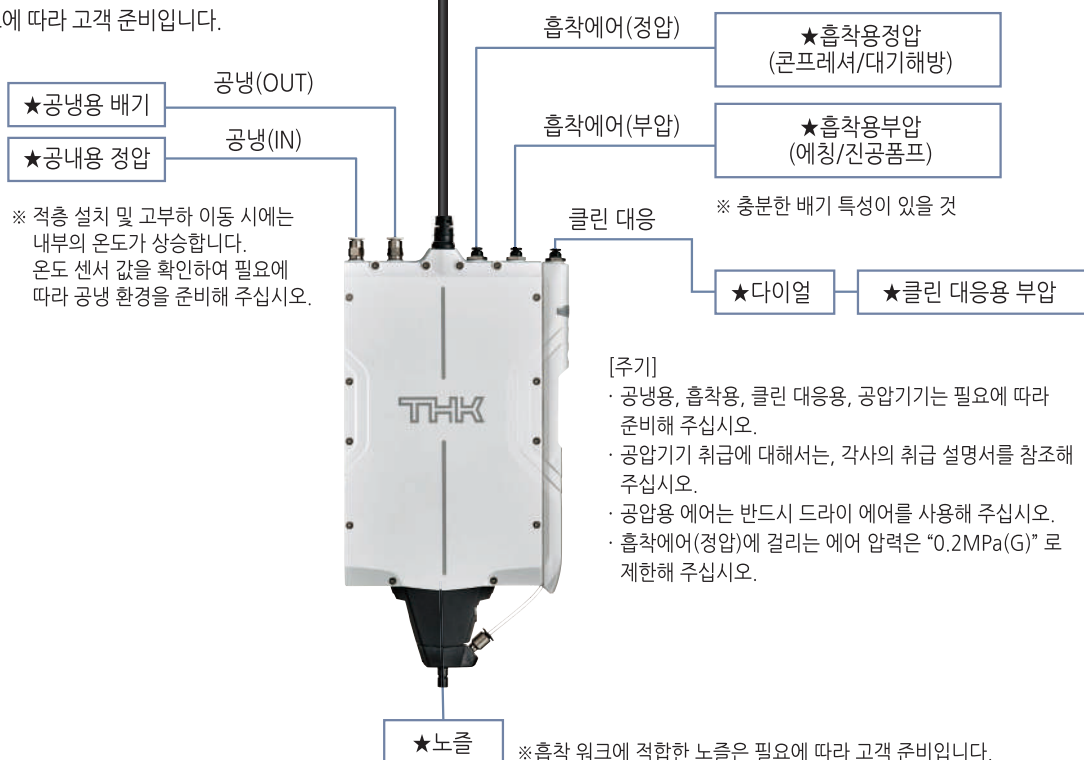 에 따라 고객 준비입니다.
흡착에어(정압)
★흡착용정압
(콘프레셔/대기해방)
공냉(OUT)
★공냉용 배기
흡착에어(부압)
★흡착용부압
(에칭/진공폼프)
공냉(IN)
★공내용 정압
※ 충분한 배기 특성이 있을 것
※ 적층 설치 및 고부하 이동 시에는
내부의 온도가 상승합니다.
온도 센서 값을 확인하여 필요에
따라 공냉 환경을 준비해 주십시오.
클린 대응
★다이얼
★클린 대응용 부압
THK
[주기]
· 공냉용, 흡착용, 클린 대응용, 공압기기는 필요에 따라
준비해 주십시오.
· 공압기기 취급에 대해서는, 각사의 취급 설명서를 참조해
주십시오.
· 공압용 에어는 반드시 드라이 에어를 사용해 주십시오.
· 흡착에어(정압)에 걸리는 에어 압력은 “0.2MPa(G)” 로
제한해 주십시오.
★노즐
※흡착 워크에 적합한 노즐은 필요에 따라 고객 준비입니다.